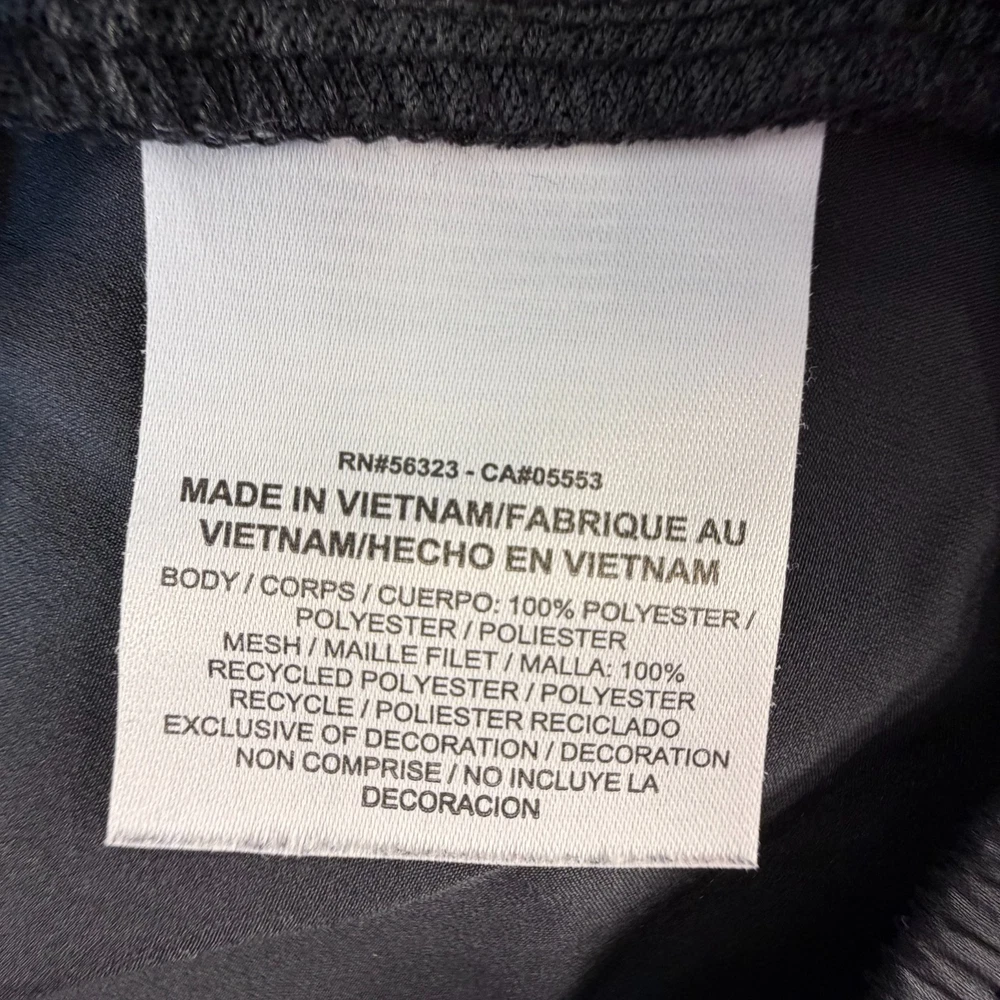 RN#56323 - CA#05553
MADE IN VIETNAM/FABRIQUE AU
VIETNAM/HECHO EN VIETNAM
BODY / CORPS / CUERPO: 100% POLYESTER /
POLYESTER / POLIESTER
MESH / MAILLE FILET / MALLA: 100%
RECYCLED POLYESTER / POLYESTER
RECYCLE / POLIESTER RECICLADO
EXCLUSIVE OF DECORATION / DECORATION
NON COMPRISE / NO INCLUYE LA
DECORACION